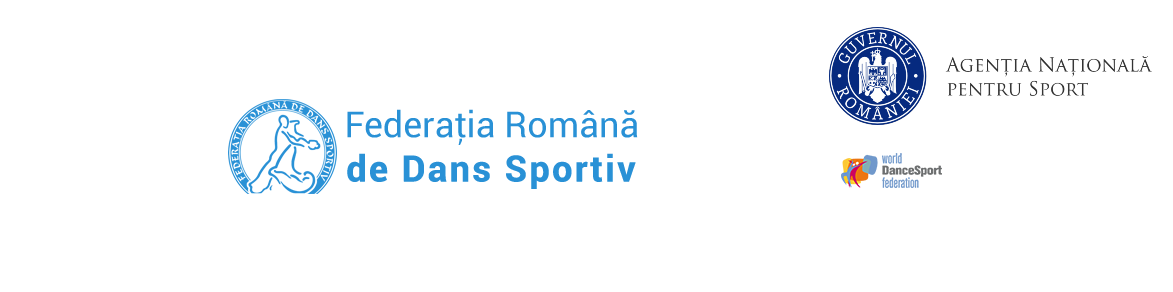 GUVERNUL
ROMÂNIEI
Agenția Națională
pentru Sport
FEDERAȚIA ROMÂNĂ DE DANS SPORTIV
Federația Română
de Dans Sportiv
world
DanceSport
federation